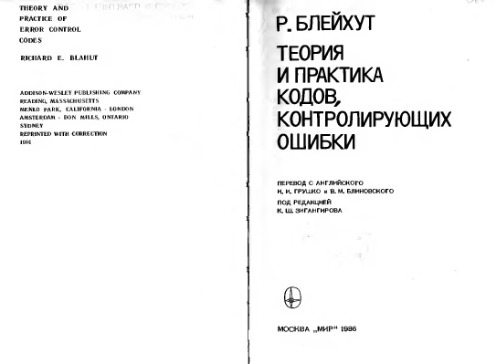 THEORY AND
PRACTICE OF
ERROR CONTROL
CODES
RICHARD E. BLAHUT
ADDISON-WESLEY PUBLISHING COMPANY
READING, MASSACHUSETTS
MENLO PARK, CALIFORNIA · LONDON
AMSTERDAM · DON MILLS, ONTARIO
SYDNEY
REPRINTED WITH CORRECTION
1984
Р. БЛЕЙХУТ
ТЕОРИЯ
И ПРАКТИКА
КОДОВ,
КОНТРОЛИРУЮЩИХ
ОШИБКИ
ПЕРЕВОД С АНГЛИЙСКОГО
И. И. ГРУШКО и В. М. БЛИНОВСКОГО
ПОД РЕДАКЦИЕЙ
К. Ш. ЗИГАНГИРОВА
МОСКВА „МИР" 1986